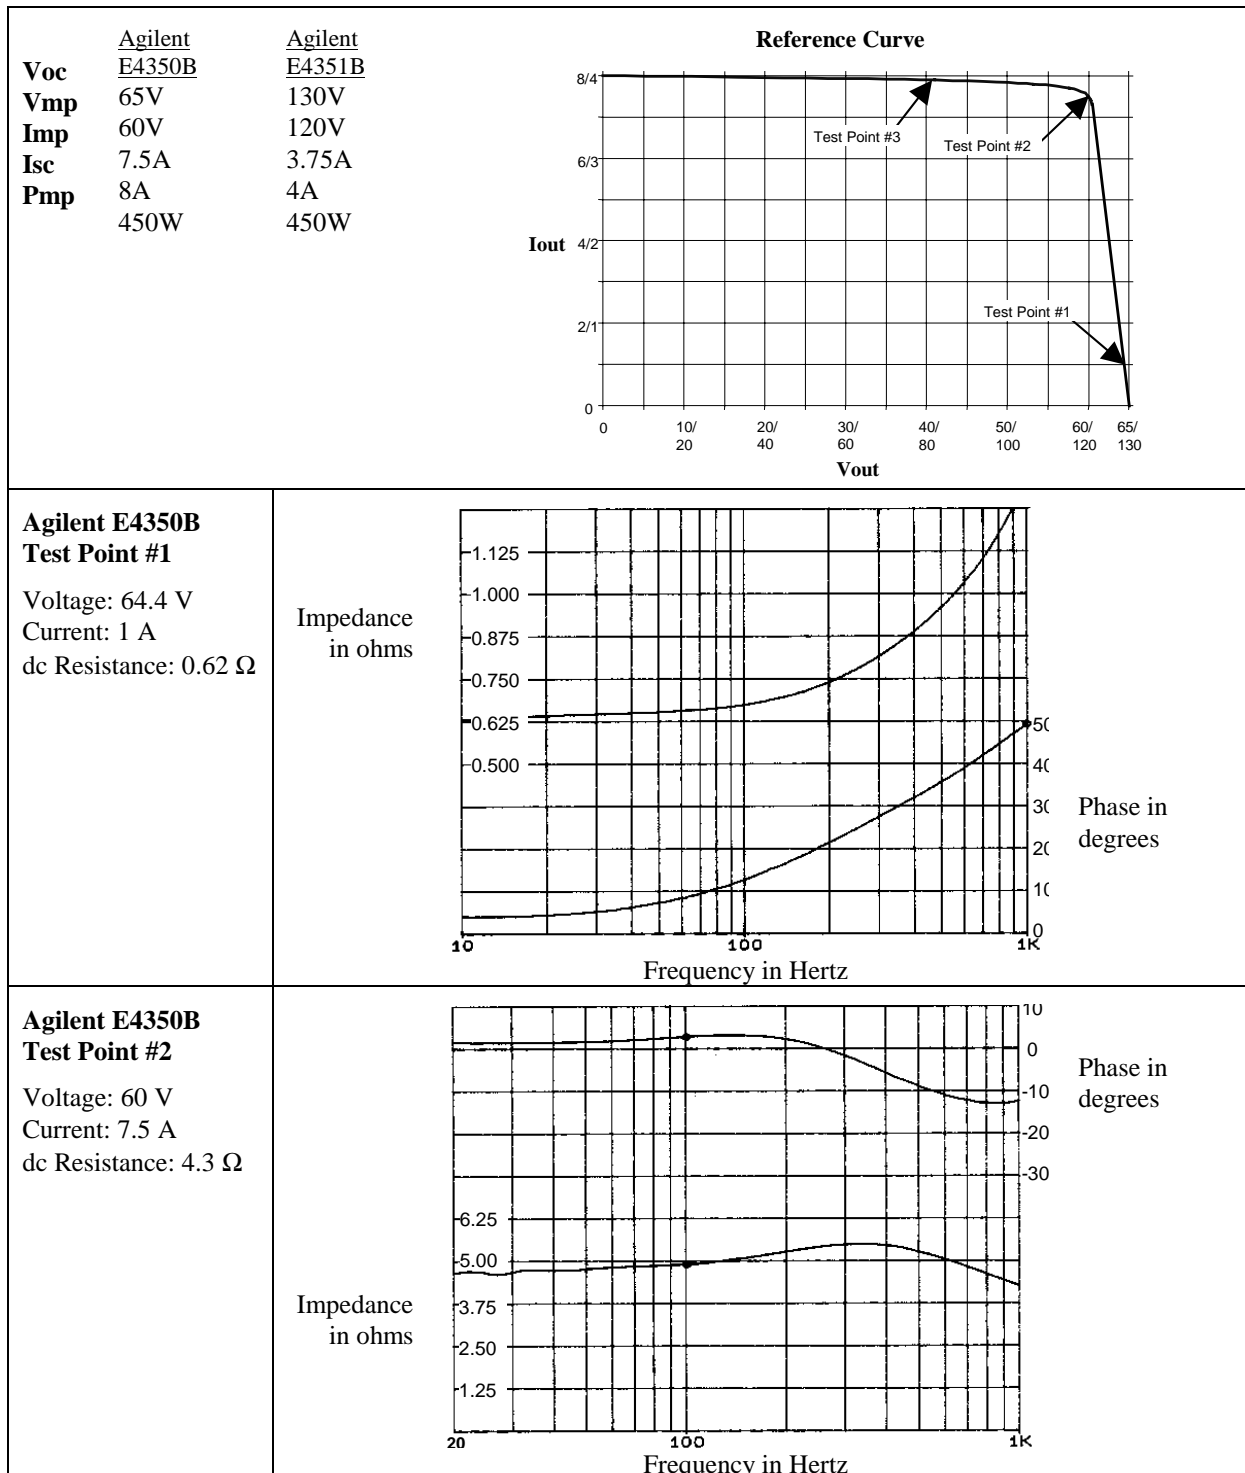 Agilent Agilent
Voc E4350B E4351B
Vmp 65V 130V
Imp 60V 120V
Isc 7.5A 3.75A
Pmp 8A 4A
450W 450W
Reference Curve
8/4
6/3
Iout 4/2
2/1
0
Test Point #3
Test Point #2
Test Point #1
0 10/ 20/ 30/ 40/ 50/ 60/ 65/
20 40 60 80 100 120 130
Vout
Agilent E4350B
Test Point #1
Voltage: 64.4 V
Current: 1 A
dc Resistance: 0.62 Ω
Impedance
in ohms
1.125
1.000
0.875
0.750
0.625
0.500
50
40
30
20
10
0
Phase in
degrees
10 100 1K
Frequency in Hertz
Agilent E4350B
Test Point #2
Voltage: 60 V
Current: 7.5 A
dc Resistance: 4.3 Ω
10
0
-10
-20
-30
Phase in
degrees
6.25
5.00
3.75
2.50
1.25
Impedance
in ohms
20 100 1K
Frequency in Hertz